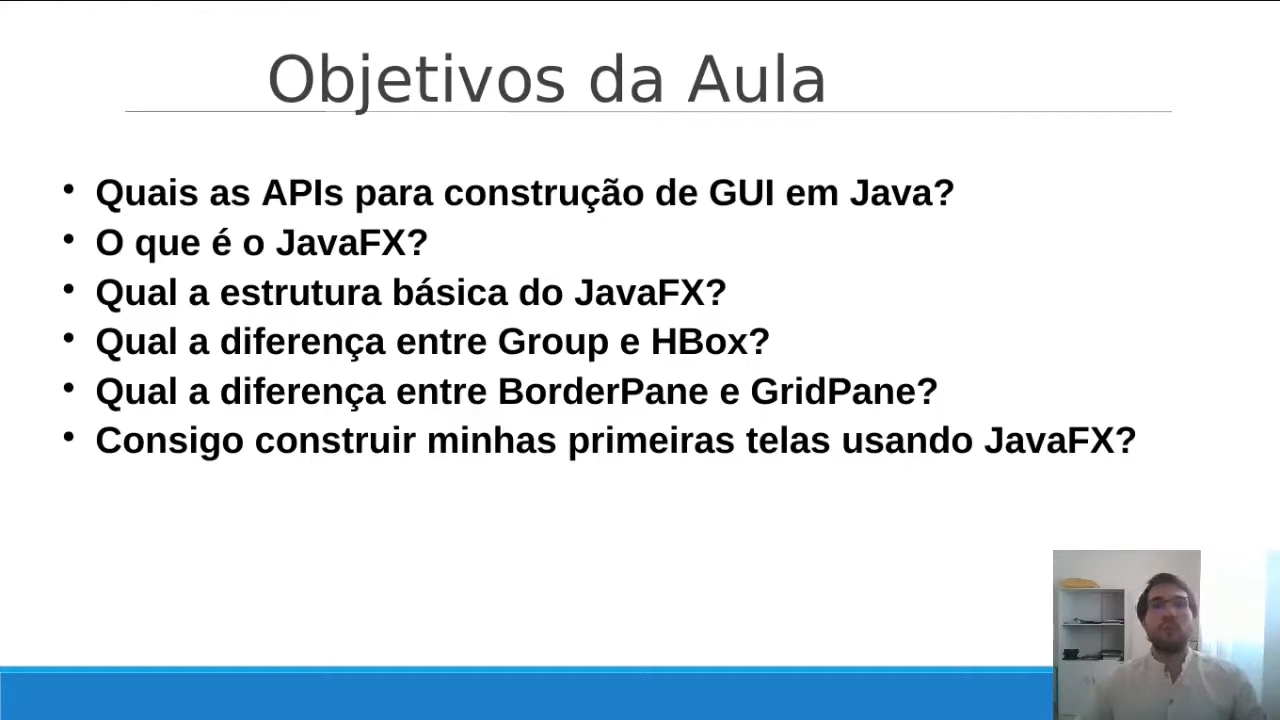 Objetivos da Aula
• Quais as APIs para construção de GUI em Java?
• O que é o JavaFX?
• Qual a estrutura básica do JavaFX?
• Qual a diferença entre Group e HBox?
• Qual a diferença entre BorderPane e GridPane?
• Consigo construir minhas primeiras telas usando JavaFX?